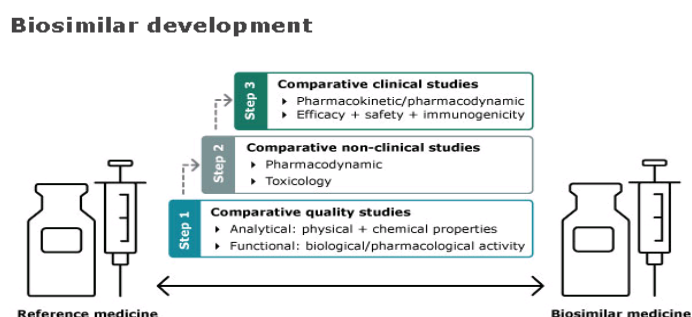 Biosimilar development
Step 3
Comparative clinical studies
Pharmacokinetic/pharmacodynamic
Efficacy + safety + immunogenicity
Step 2
Comparative non-clinical studies
Pharmacodynamic
Toxicology
Step 1
Comparative quality studies
Analytical: physical + chemical properties
Functional: biological/pharmacological activity
Reference medicine
Biosimilar medicine